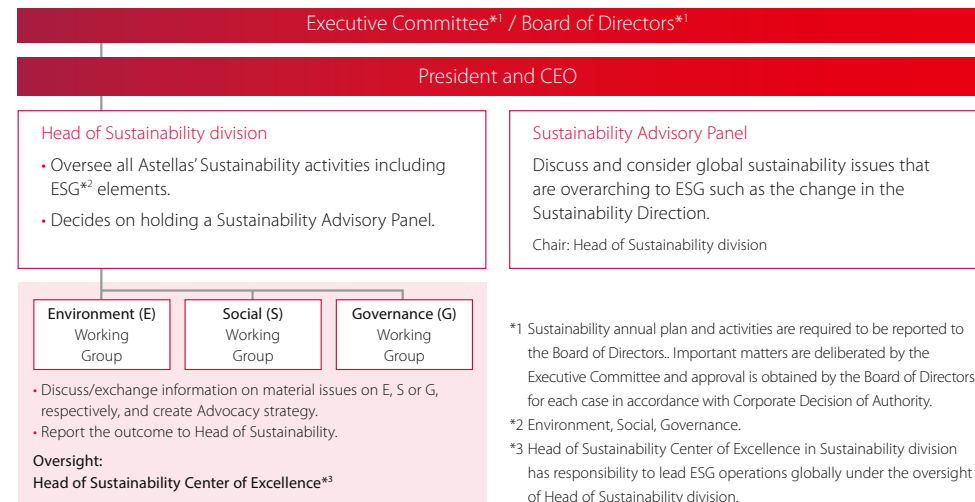 Executive Committee*1 / Board of Directors*1
President and CEO
Head of Sustainability division
• Oversee all Astellas' Sustainability activities including
ESG*2 elements.
• Decides on holding a Sustainability Advisory Panel.
Sustainability Advisory Panel
Discuss and consider global sustainability issues that
are overarching to ESG such as the change in the
Sustainability Direction.
Chair: Head of Sustainability division
Environment (E)
Working
Group
Social (S)
Working
Group
Governance (G)
Working
Group
• Discuss/exchange information on material issues on E, S or G,
respectively, and create Advocacy strategy.
• Report the outcome to Head of Sustainability.
Oversight:
Head of Sustainability Center of Excellence*3
*1 Sustainability annual plan and activities are required to be reported to
the Board of Directors.. Important matters are deliberated by the
Executive Committee and approval is obtained by the Board of Directors
for each case in accordance with Corporate Decision of Authority.
*2 Environment, Social, Governance.
*3 Head of Sustainability Center of Excellence in Sustainability division
has responsibility to lead ESG operations globally under the oversight
of Head of Sustainability division.